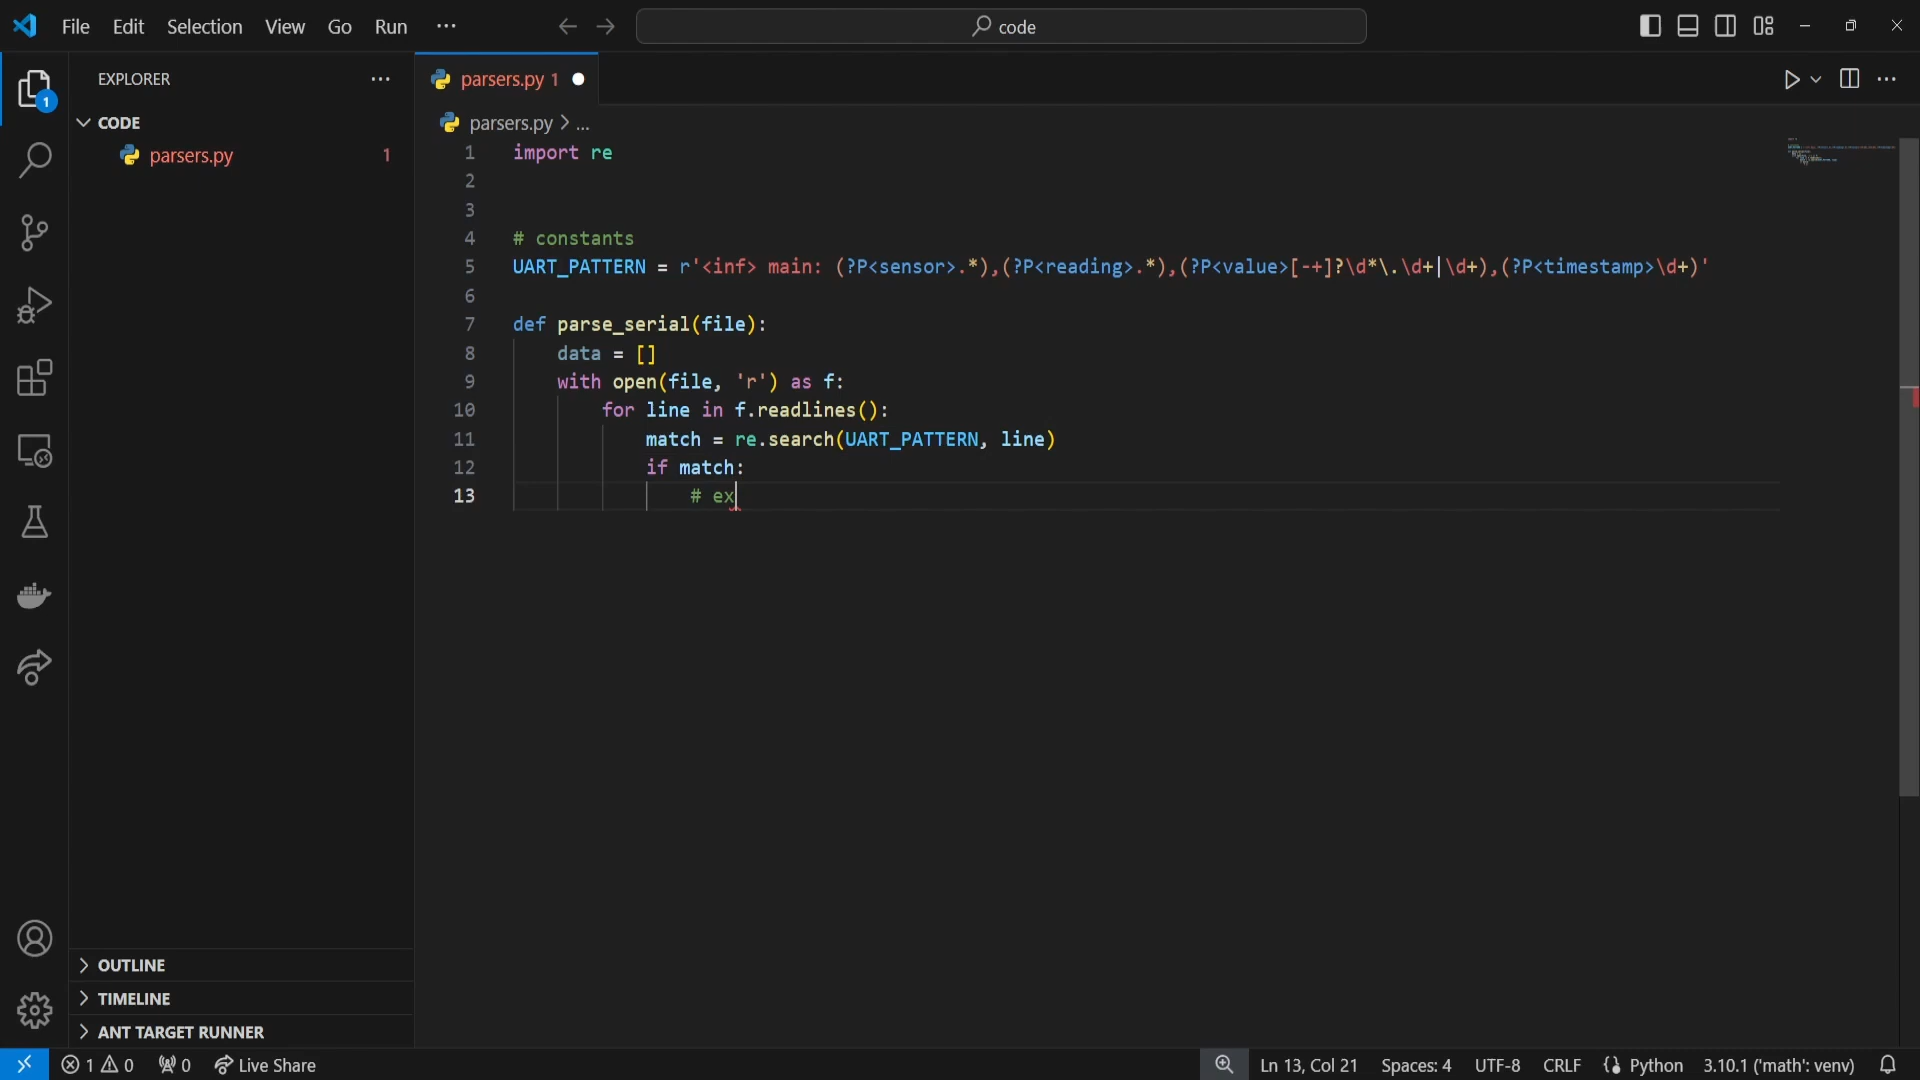 File Edit Selection View Go Run ...
code
EXPLORER
CODE
parsers.py 1
parsers.py 1
parsers.py > ...
1 import re
2
3
4 # constants
5 UART_PATTERN = r'<inf> main: (?P<sensor>.*),(?P<reading>.*),(?P<value>[-+]?\d*\.\d+|\d+),(?P<timestamp>\d+)'
6
7 def parse_serial(file):
8 data = []
9 with open(file, 'r') as f:
10 for line in f.readlines():
11 match = re.search(UART_PATTERN, line)
12 if match:
13 # ex
1
OUTLINE
TIMELINE
ANT TARGET RUNNER
1 0 0 Live Share Ln 13, Col 21 Spaces: 4 UTF-8 CRLF Python 3.10.1 ('math': venv)